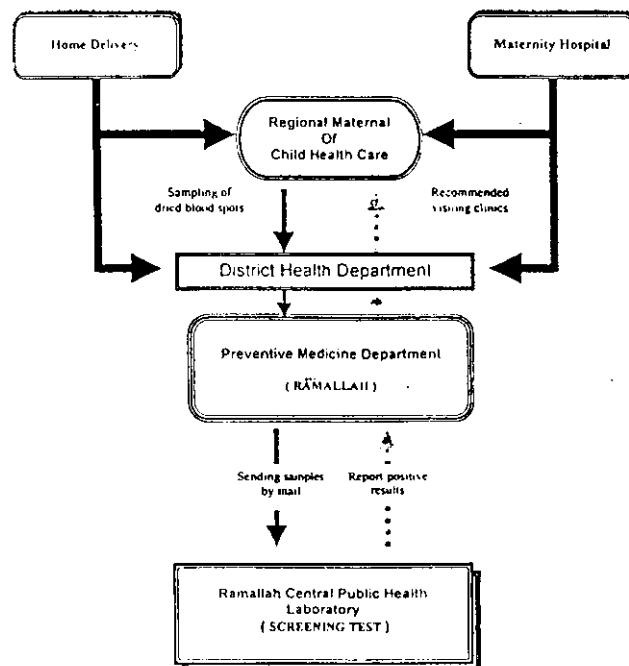 Home Delivery
Maternity Hospital
Regional Maternal
Of
Child Health Care
Sampling of
dried blood spots
Recommended
visiting clinics
District Health Department
Preventive Medicine Department
( RAMALLAH )
Sending samples
by mail
Report positive
results
Ramallah Central Public Health
Laboratory
( SCREENING TEST )